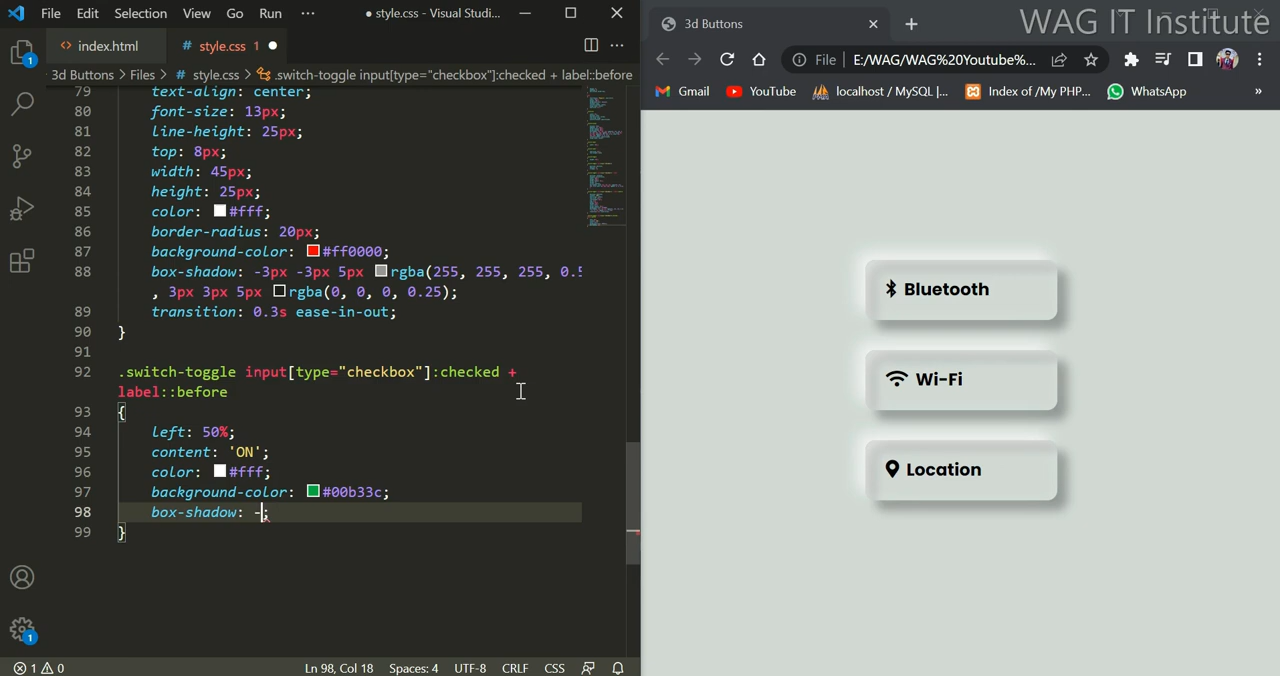 File Edit Selection View Go Run ··· ● style.css - Visual Studi...
index.html
# style.css 1 ●
3d Buttons > Files > # style.css > .switch-toggle input[type="checkbox"]:checked + label::before
79 text-align: center;
80 font-size: 13px;
81 line-height: 25px;
82 top: 8px;
83 width: 45px;
84 height: 25px;
85 color: #fff;
86 border-radius: 20px;
87 background-color: #ff0000;
88 box-shadow: -3px -3px 5px rgba(255, 255, 255, 0.5
, 3px 3px 5px rgba(0, 0, 0, 0.25);
89 transition: 0.3s ease-in-out;
90 }
91
92 .switch-toggle input[type="checkbox"]:checked +
label::before
93 {
94 left: 50%;
95 content: 'ON';
96 color: #fff;
97 background-color: #00b33c;
98 box-shadow: -;
99 }
1
1
1 0
Ln 98, Col 18 Spaces: 4 UTF-8 CRLF CSS
3d Buttons
WAG IT Institute
File E:/WAG/WAG%20Youtube%...
Gmail YouTube localhost / MySQL |... Index of /My PHP... WhatsApp »
Bluetooth
Wi-Fi
Location